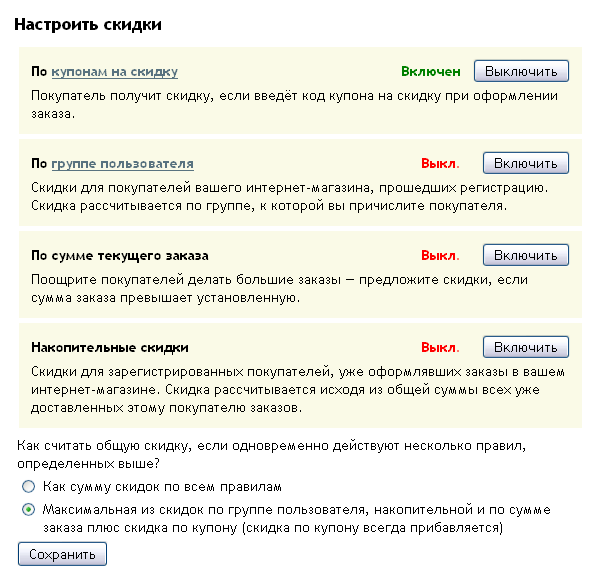 Настроить скидки
По купонам на скидку Включен Выключить
Покупатель получит скидку, если введёт код купона на скидку при оформлении
заказа.
По группе пользователя Выкл. Включить
Скидки для покупателей вашего интернет-магазина, прошедших регистрацию.
Скидка рассчитывается по группе, к которой вы причислите покупателя.
По сумме текущего заказа Выкл. Включить
Поощрите покупателей делать большие заказы — предложите скидки, если
сумма заказа превышает установленную.
Накопительные скидки Выкл. Включить
Скидки для зарегистрированных покупателей, уже оформлявших заказы в вашем
интернет-магазине. Скидка рассчитывается исходя из общей суммы всех уже
доставленных этому покупателю заказов.
Как считать общую скидку, если одновременно действуют несколько правил,
определенных выше?
Как сумму скидок по всем правилам
Максимальная из скидок по группе пользователя, накопительной и по сумме
заказа плюс скидка по купону (скидка по купону всегда прибавляется)
Сохранить